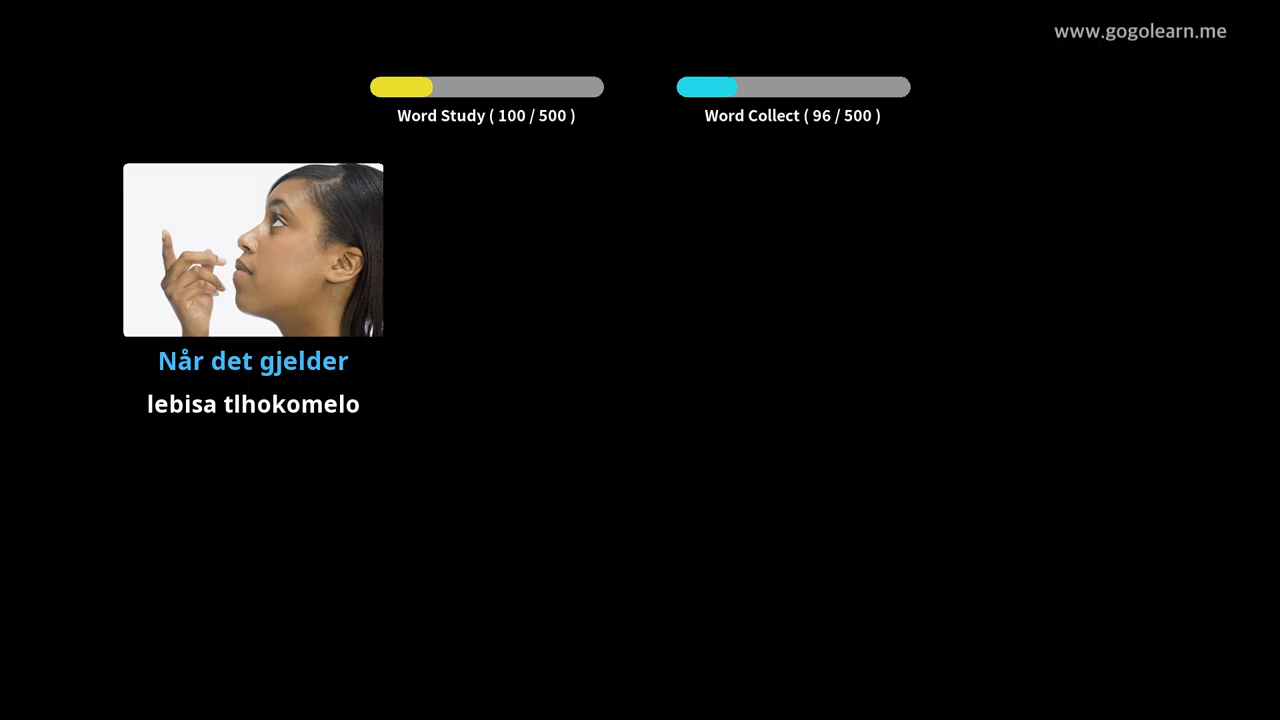 www.gogolearn.me
Word Study ( 100 / 500 )
Word Collect ( 96 / 500 )
Når det gjelder
lebisa tlhokomelo